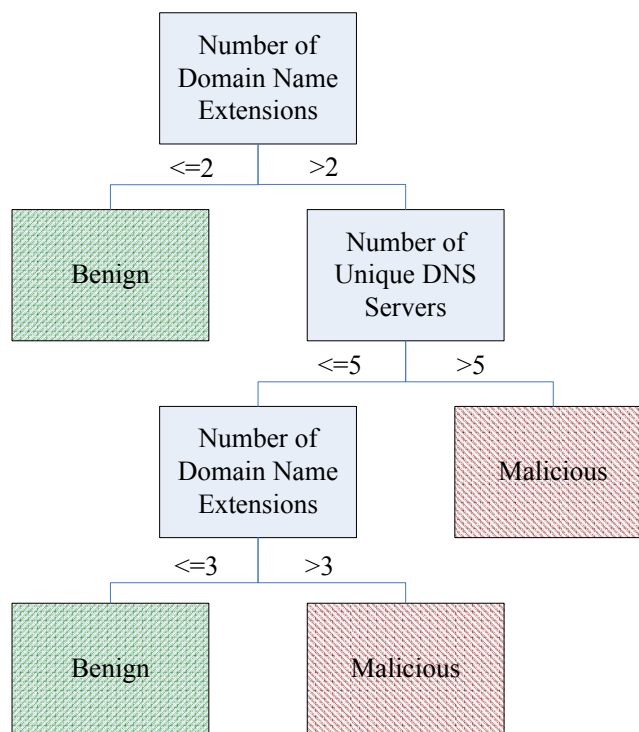 Number of
Domain Name
Extensions
<=2
>2
Benign
Number of
Unique DNS
Servers
<=5
>5
Number of
Domain Name
Extensions
Malicious
<=3
>3
Benign
Malicious